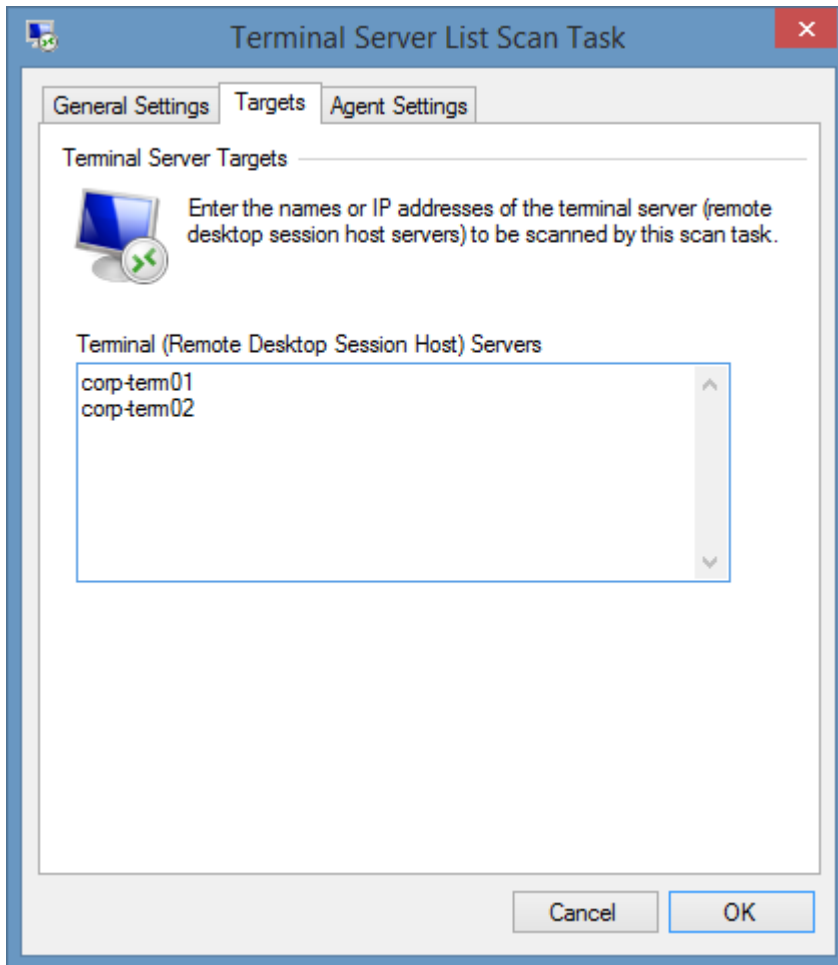 Terminal Server List Scan Task
General Settings
Targets
Agent Settings
Terminal Server Targets
Enter the names or IP addresses of the terminal server (remote
desktop session host servers) to be scanned by this scan task.
Terminal (Remote Desktop Session Host) Servers
corp-term01
corp-term02
Cancel
OK